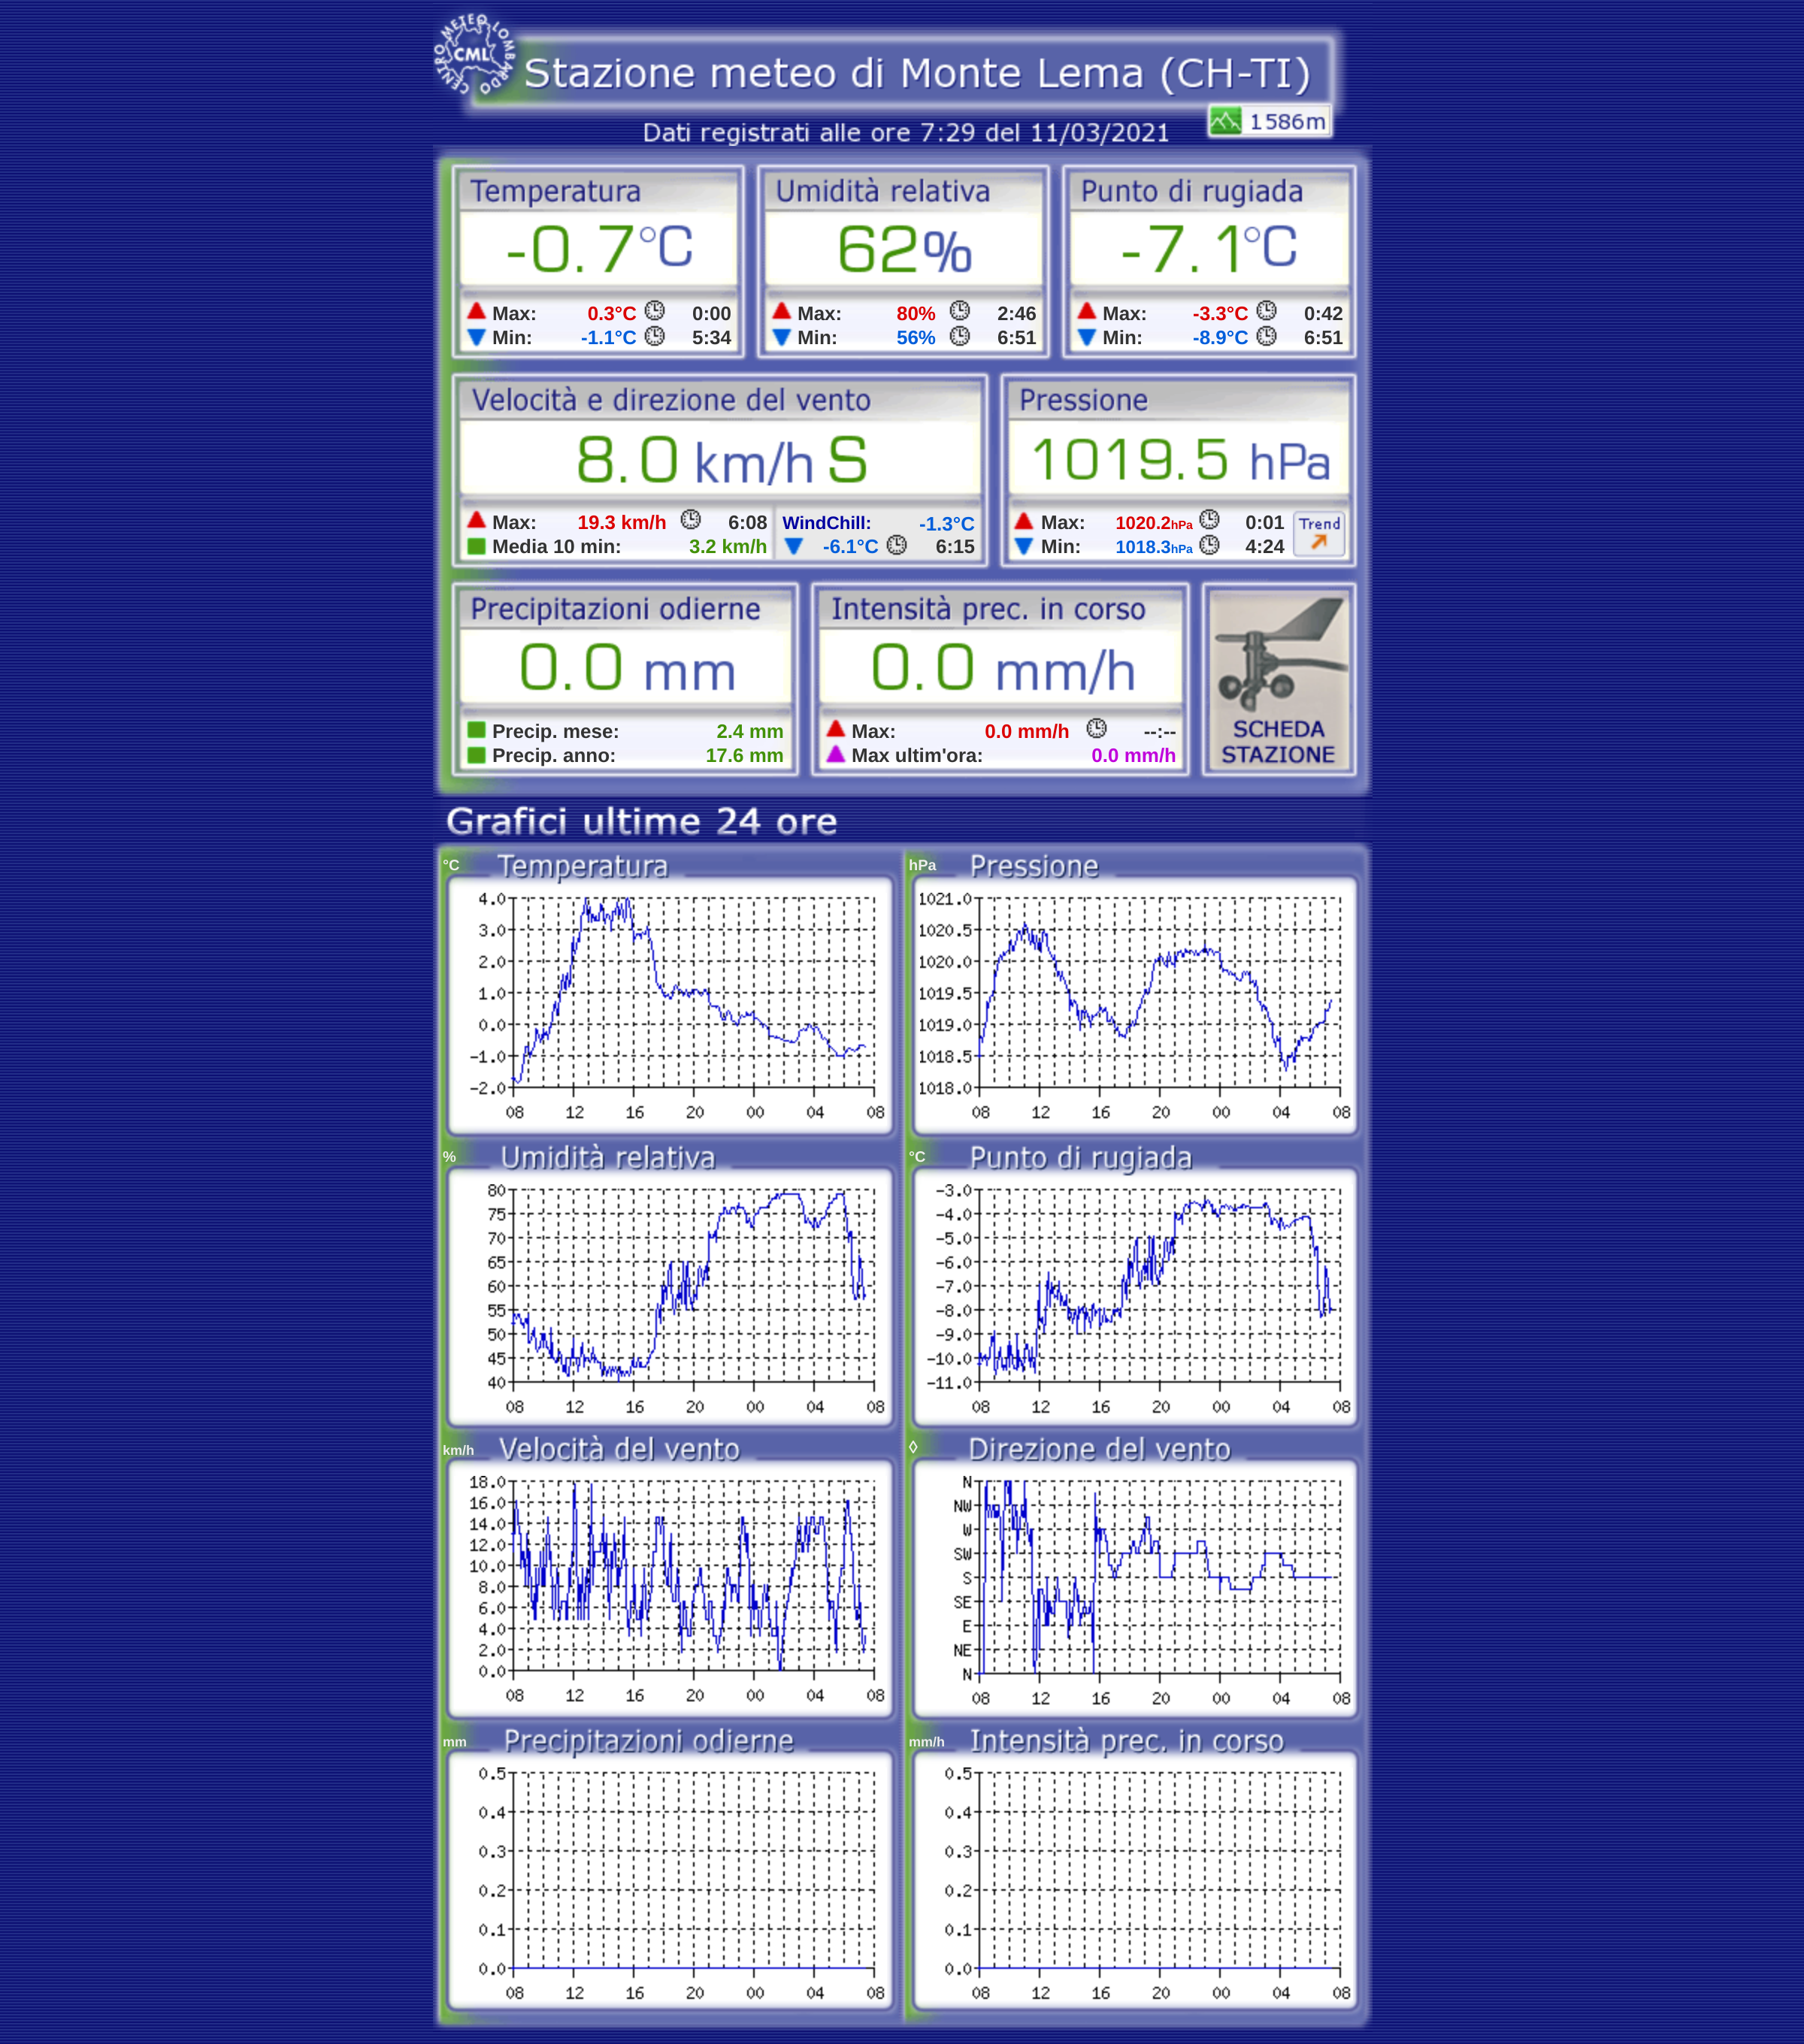 CENTRO METEO LOMBARDO
CML
Stazione meteo di Monte Lema (CH-TI)
1586m
Dati registrati alle ore 7:29 del 11/03/2021
Temperatura
-0.7°C
Max: 0.3°C 0:00
Min: -1.1°C 5:34
Umidità relativa
62%
Max: 80% 2:46
Min: 56% 6:51
Punto di rugiada
-7.1°C
Max: -3.3°C 0:42
Min: -8.9°C 6:51
Velocità e direzione del vento
8.0 km/h S
Max: 19.3 km/h 6:08
Media 10 min: 3.2 km/h
WindChill: -1.3°C
-6.1°C 6:15
Pressione
1019.5 hPa
Max: 1020.2hPa 0:01
Min: 1018.3hPa 4:24
Trend
Precipitazioni odierne
0.0 mm
Precip. mese: 2.4 mm
Precip. anno: 17.6 mm
Intensità prec. in corso
0.0 mm/h
Max: 0.0 mm/h --:--
Max ultim'ora: 0.0 mm/h
SCHEDA
STAZIONE
Grafici ultime 24 ore
°C Temperatura
4.0
3.0
2.0
1.0
0.0
-1.0
-2.0
08 12 16 20 00 04 08
hPa Pressione
1021.0
1020.5
1020.0
1019.5
1019.0
1018.5
1018.0
08 12 16 20 00 04 08
% Umidità relativa
80
75
70
65
60
55
50
45
40
08 12 16 20 00 04 08
°C Punto di rugiada
-3.0
-4.0
-5.0
-6.0
-7.0
-8.0
-9.0
-10.0
-11.0
08 12 16 20 00 04 08
km/h Velocità del vento
18.0
16.0
14.0
12.0
10.0
8.0
6.0
4.0
2.0
0.0
08 12 16 20 00 04 08
◊ Direzione del vento
N
NW
W
SW
S
SE
E
NE
N
08 12 16 20 00 04 08
mm Precipitazioni odierne
0.5
0.4
0.3
0.2
0.1
0.0
08 12 16 20 00 04 08
mm/h Intensità prec. in corso
0.5
0.4
0.3
0.2
0.1
0.0
08 12 16 20 00 04 08